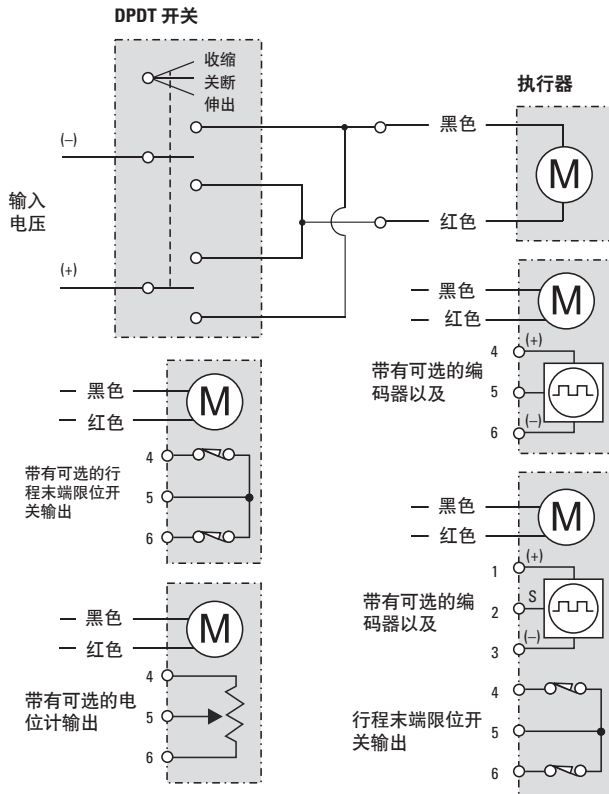 DPDT 开关
收缩
关断
伸出
(–)
输入
电压
(+)
执行器
黑色
M
红色
黑色
红色
M
带有可选的编
码器以及
4
(+)
5
6
(–)
黑色
红色
M
带有可选的行
程末端限位开
关输出
4
5
6
黑色
红色
M
带有可选的编
码器以及
1
(+)
2
S
3
(–)
行程末端限位开
关输出
4
5
6
黑色
红色
M
带有可选的电
位计输出
4
5
6